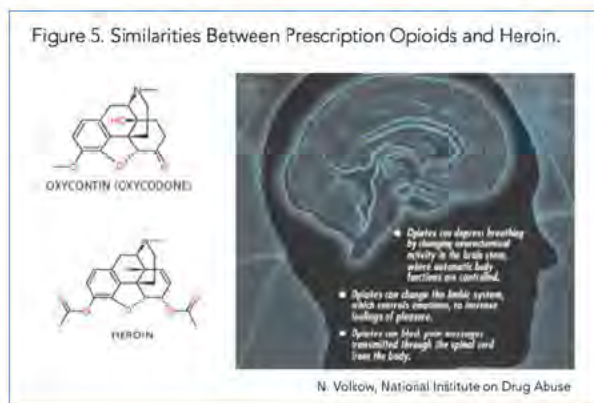 Figure 5. Similarities Between Prescription Opioids and Heroin.
N
HO
O
O
O
OXYCONTIN (OXYCODONE)
N
O
O
O
O
O
HEROIN
Opiates can depress breathing
by changing neurochemical
activity in the brain stem,
where automatic body
functions are controlled.
Opiates can change the limbic system,
which controls emotions, to increase
feelings of pleasure.
Opiates can block pain messages
transmitted through the spinal cord
from the body.
N. Volkow, National Institute on Drug Abuse